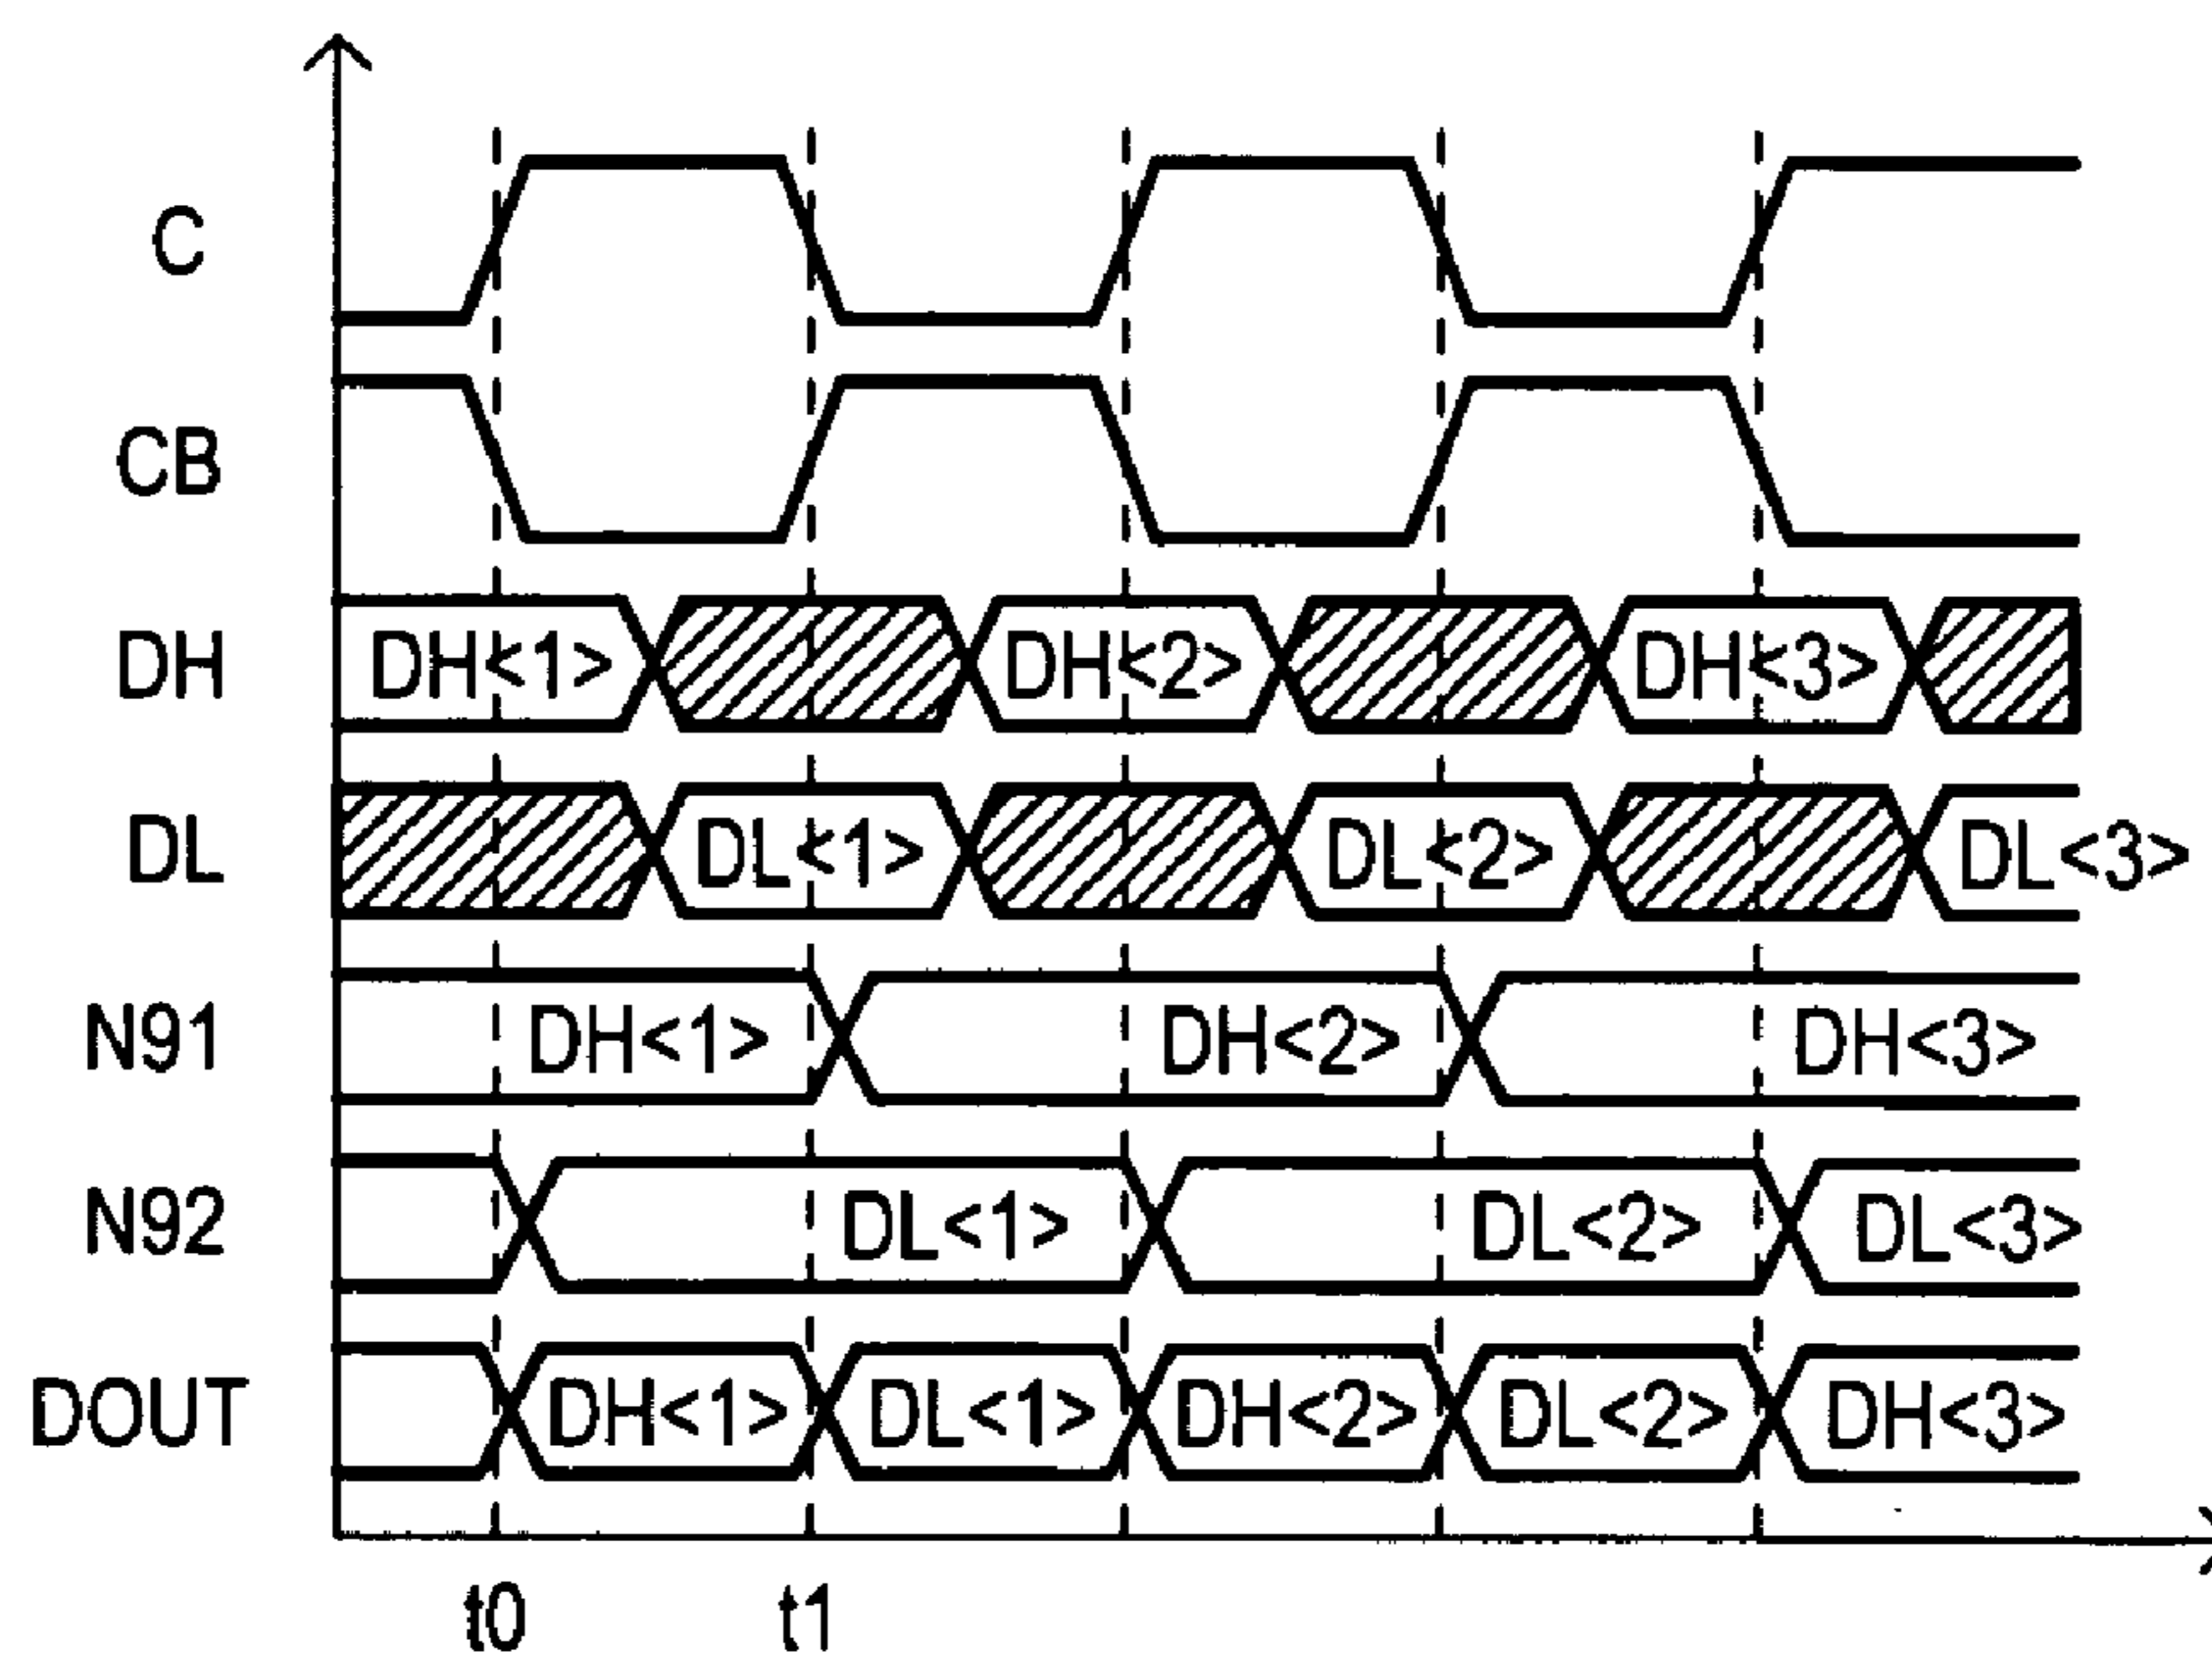 C
CB
DH DH<1> DH<2> DH<3>
DL DL<1> DL<2> DL<3>
N91 DH<1> DH<2> DH<3>
N92 DL<1> DL<2> DL<3>
DOUT DH<1> DL<1> DH<2> DL<2> DH<3>
t0 t1